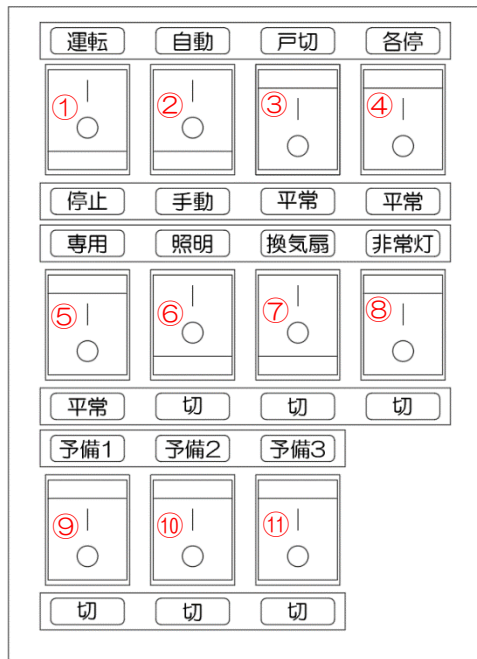 運転 自動 戸切 各停
① ② ③ ④
停止 手動 平常 平常
専用 照明 換気扇 非常灯
⑤ ⑥ ⑦ ⑧
平常 切 切 切
予備1 予備2 予備3
⑨ ⑩ ⑪
切 切 切